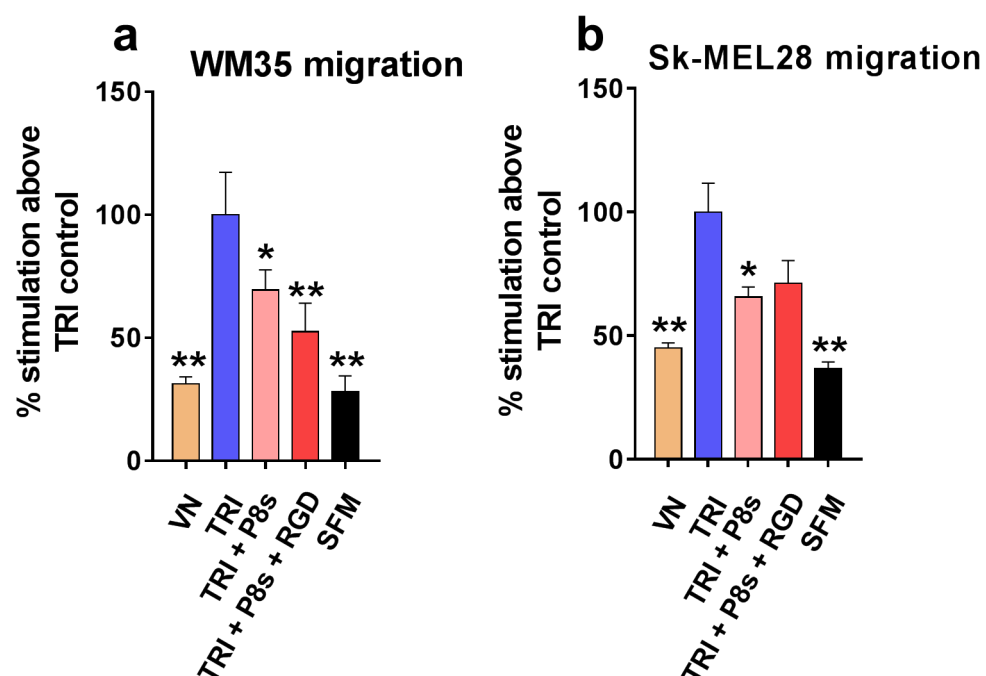 a
WM35 migration
% stimulation above
TRI control
150
100
50
0
**
*
**
**
VN
TRI
TRI + P8s
TRI + P8s + RGD
SFM
b
Sk-MEL28 migration
% stimulation above
TRI control
150
100
50
0
**
*
**
VN
TRI
TRI + P8s
TRI + P8s + RGD
SFM